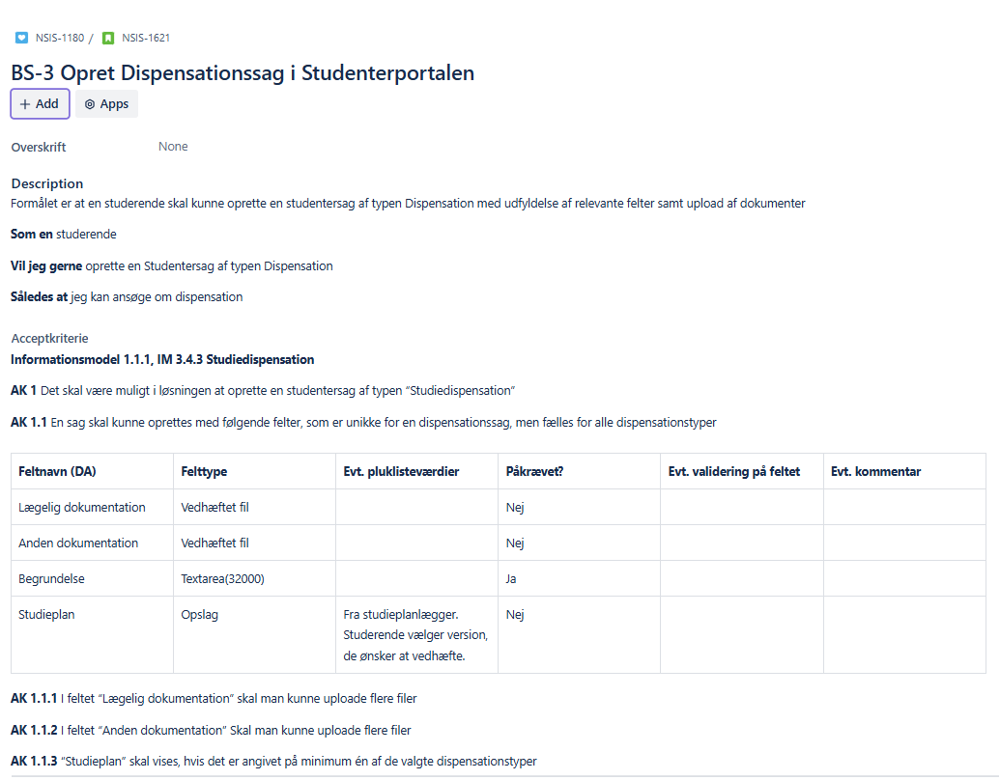 NSIS-1180 / NSIS-1621
BS-3 Opret Dispensationssag i Studenterportalen
+ Add Apps
Overskrift None
Description
Formålet er at en studerende skal kunne oprette en studentersag af typen Dispensation med udfyldelse af relevante felter samt upload af dokumenter
Som en studerende
Vil jeg gerne oprette en Studentersag af typen Dispensation
Således at jeg kan ansøge om dispensation
Acceptkriterie
Informationsmodel 1.1.1, IM 3.4.3 Studiedispensation
AK 1 Det skal være muligt i løsningen at oprette en studentersag af typen “Studiedispensation”
AK 1.1 En sag skal kunne oprettes med følgende felter, som er unikke for en dispensationssag, men fælles for alle dispensationstyper
Feltnavn (DA) Felttype Evt. pluklisteværdier Påkrævet? Evt. validering på feltet Evt. kommentar
Lægelig dokumentation Vedhæftet fil Nej
Anden dokumentation Vedhæftet fil Nej
Begrundelse Textarea(32000) Ja
Studieplan Opslag Fra studieplanlægger. Nej
Studerende vælger version,
de ønsker at vedhæfte.
AK 1.1.1 I feltet “Lægelig dokumentation” skal man kunne uploade flere filer
AK 1.1.2 I feltet “Anden dokumentation” Skal man kunne uploade flere filer
AK 1.1.3 “Studieplan” skal vises, hvis det er angivet på minimum én af de valgte dispensationstyper